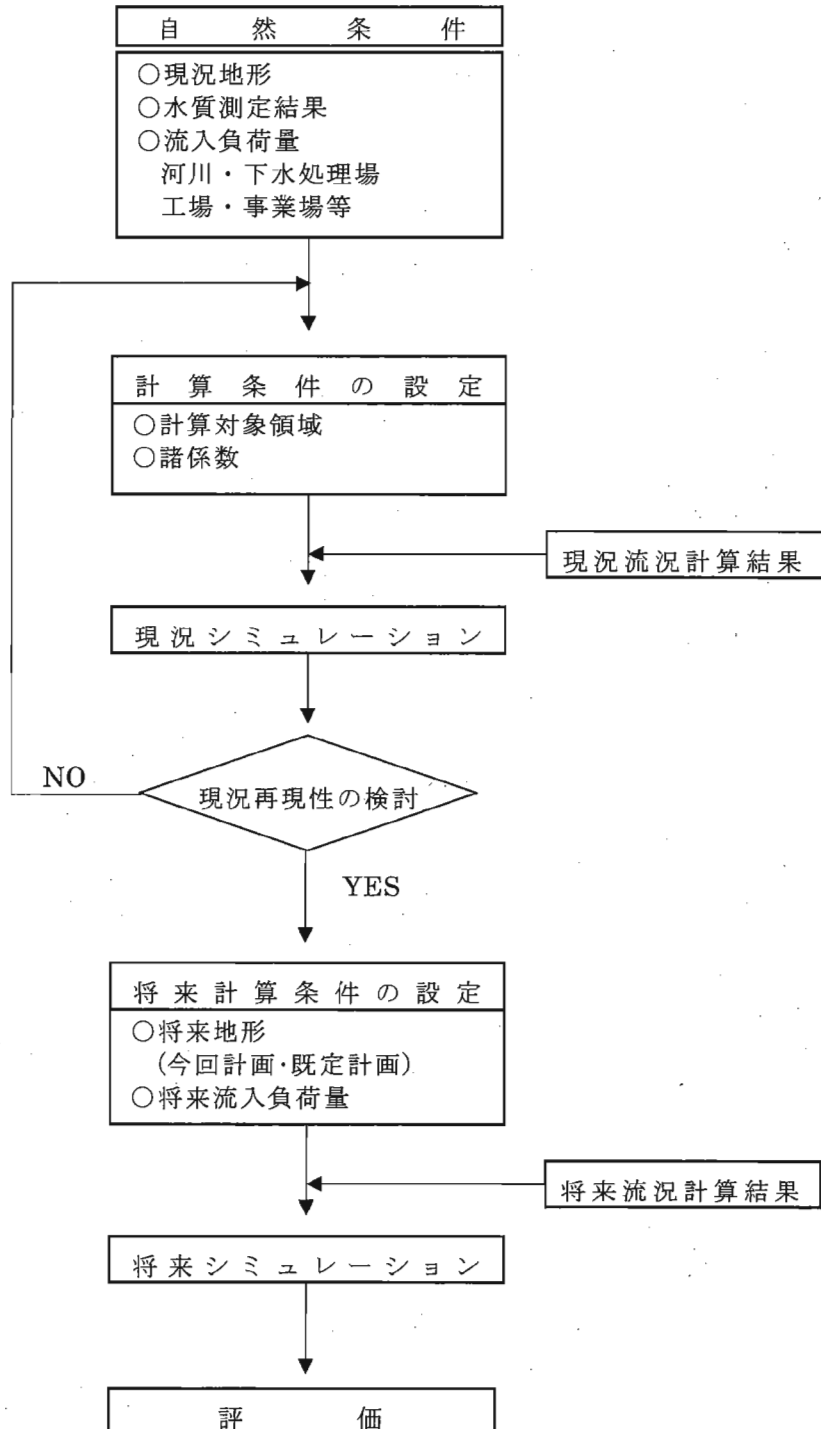 自然条件
○現況地形
○水質測定結果
○流入負荷量
河川・下水処理場
工場・事業場等
計算条件の設定
○計算対象領域
○諸係数
現況流況計算結果
現況シミュレーション
現況再現性の検討
NO
YES
将来計算条件の設定
○将来地形
(今回計画・既定計画)
○将来流入負荷量
将来流況計算結果
将来シミュレーション
評価